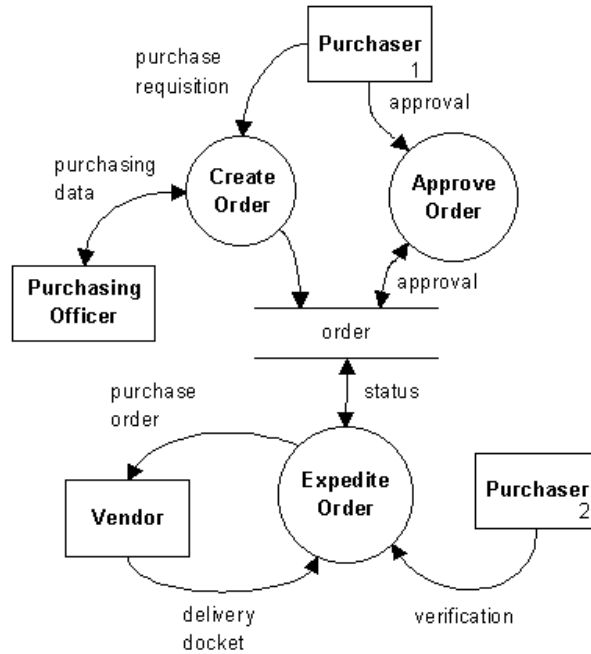 Purchaser
1
purchase
requisition
approval
purchasing
data
Create
Order
Approve
Order
Purchasing
Officer
approval
order
purchase
order
status
Expedite
Order
Vendor
Purchaser
2
delivery
docket
verification